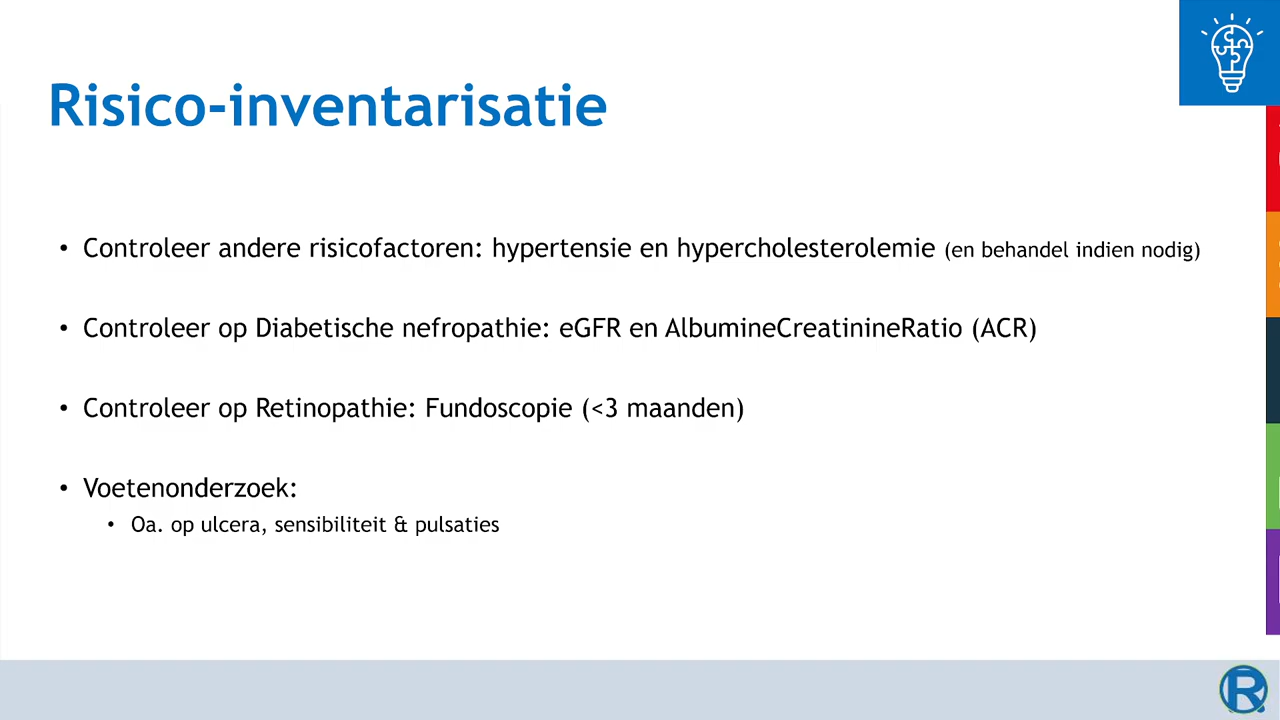 Risico-inventarisatie
• Controleer andere risicofactoren: hypertensie en hypercholesterolemie (en behandel indien nodig)
• Controleer op Diabetische nefropathie: eGFR en AlbumineCreatinineRatio (ACR)
• Controleer op Retinopathie: Fundoscopie (<3 maanden)
• Voetenonderzoek:
• Oa. op ulcera, sensibiliteit & pulsaties
R